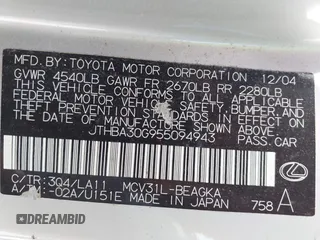 MFD. BY: TOYOTA MOTOR CORPORATION 12/04
GVWR 4540LB GAWR FR 2670LB RR 2280LB
THIS VEHICLE CONFORMS TO ALL APPLICABLE
FEDERAL MOTOR VEHICLE SAFETY, BUMPER, AND
THEFT PREVENTION STANDARDS IN EFFECT ON
THE DATE OF MANUFACTURE SHOWN ABOVE.
JTHBA30G955054943 PASS.CAR
C/TR: 3Q4/LA11 MCV31L-BEAGKA
-02A/U151E MADE IN JAPAN 758 A
LEXUS
DREAMBID